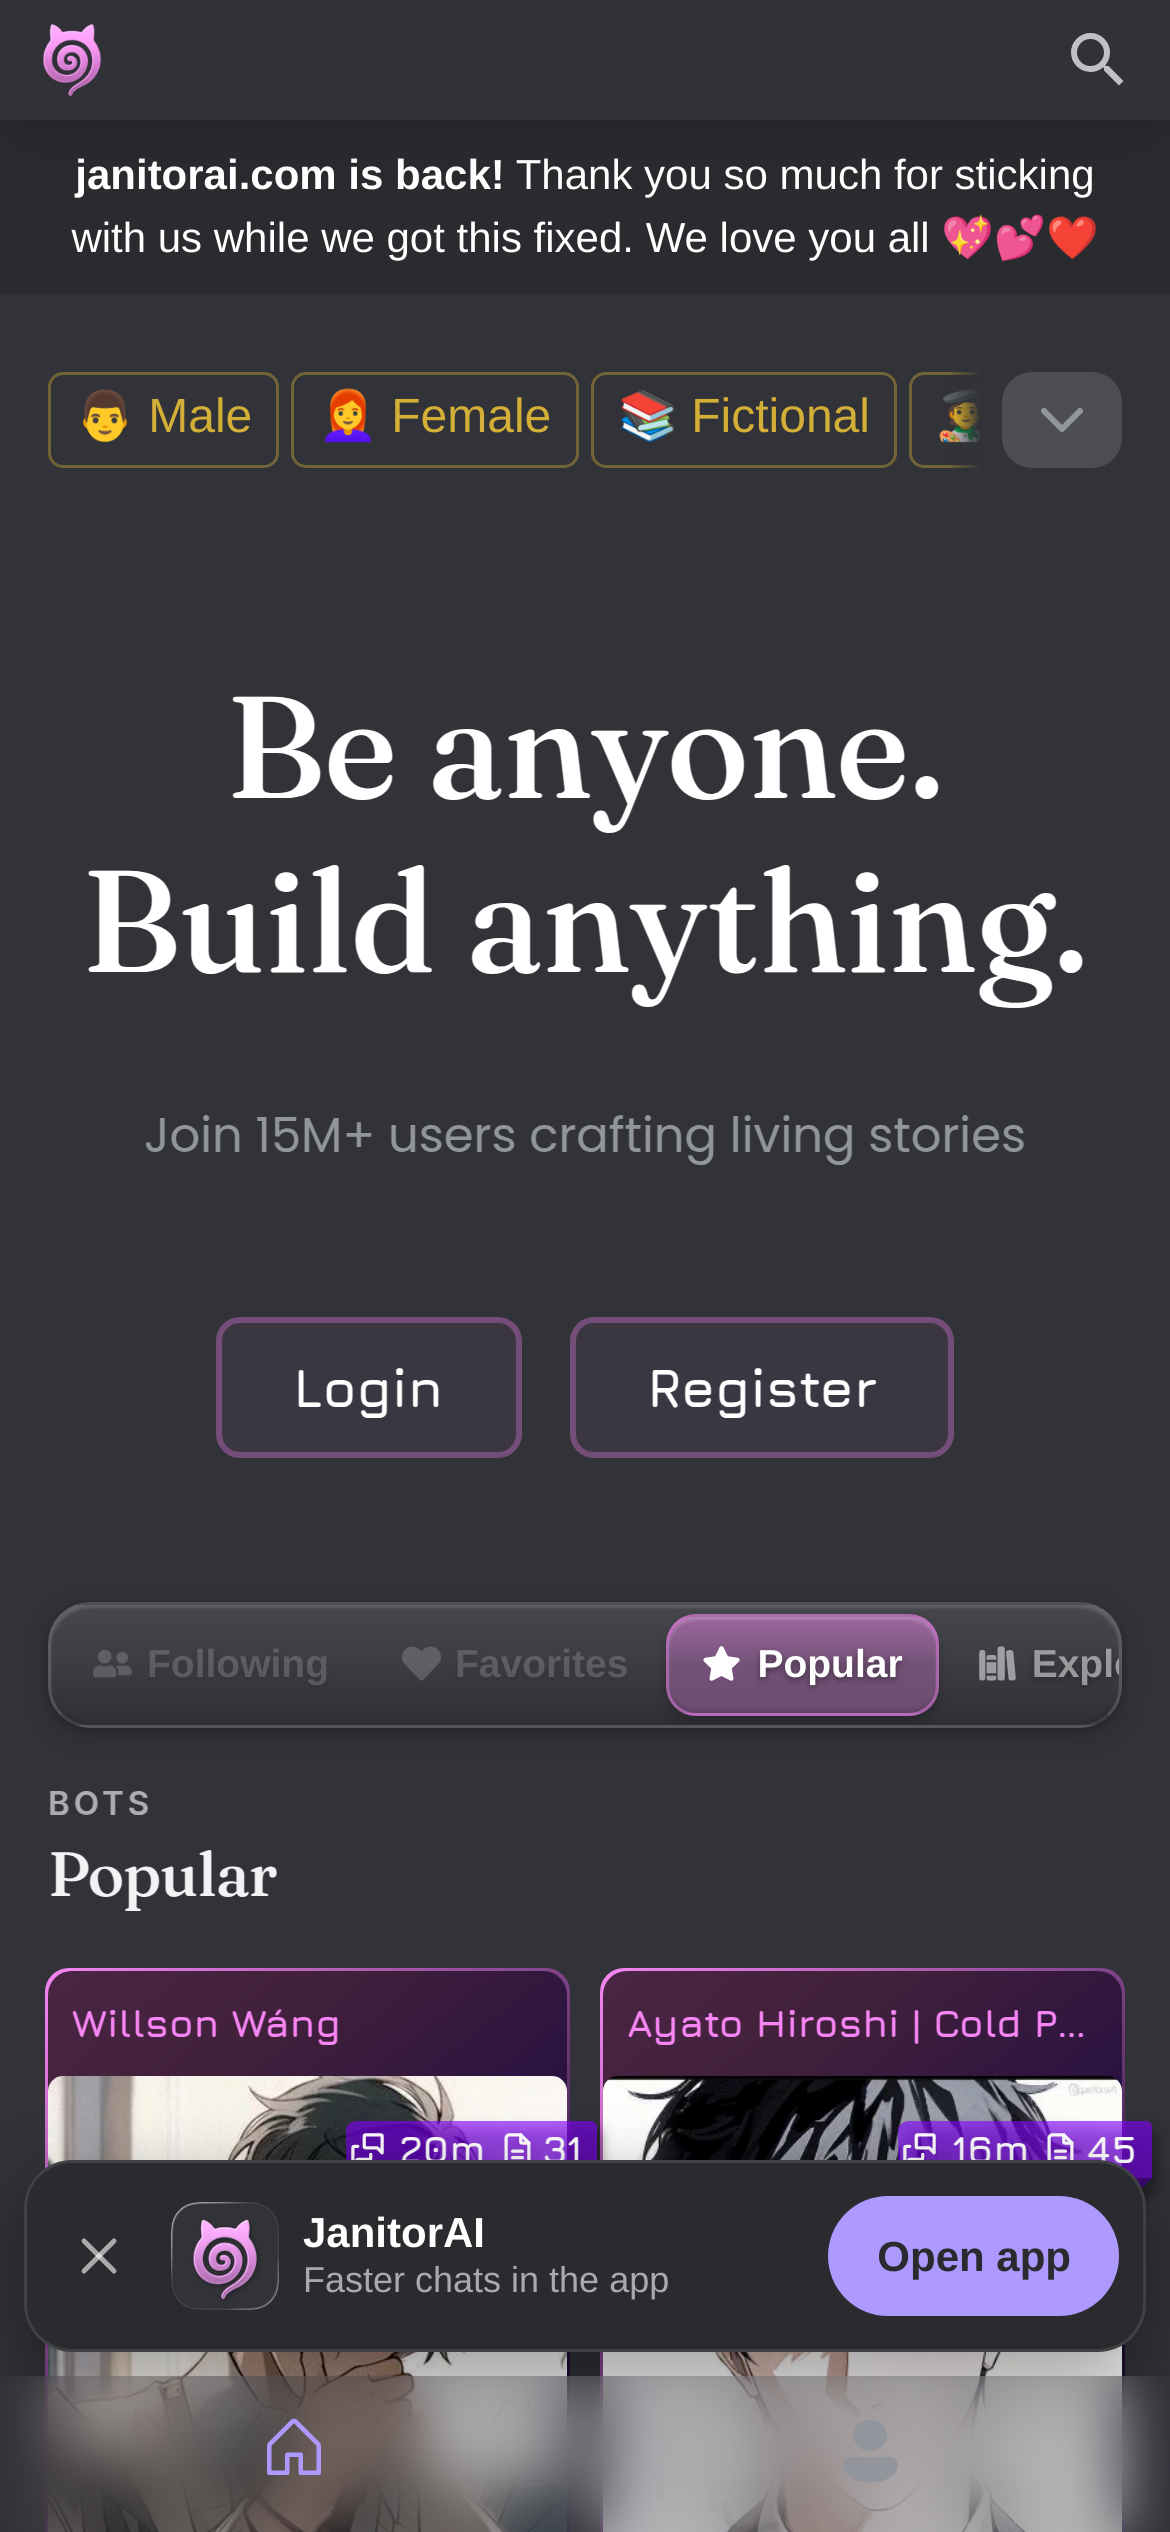 janitorai.com is back! Thank you so much for sticking
with us while we got this fixed. We love you all 💖💕❤️
Male
Female
Fictional
Be anyone.
Build anything.
Join 15M+ users crafting living stories
Login
Register
Following
Favorites
Popular
Expl
BOTS
Popular
Willson Wáng
Ayato Hiroshi | Cold P...
20m
31
16m
45
JanitorAI
Faster chats in the app
Open app